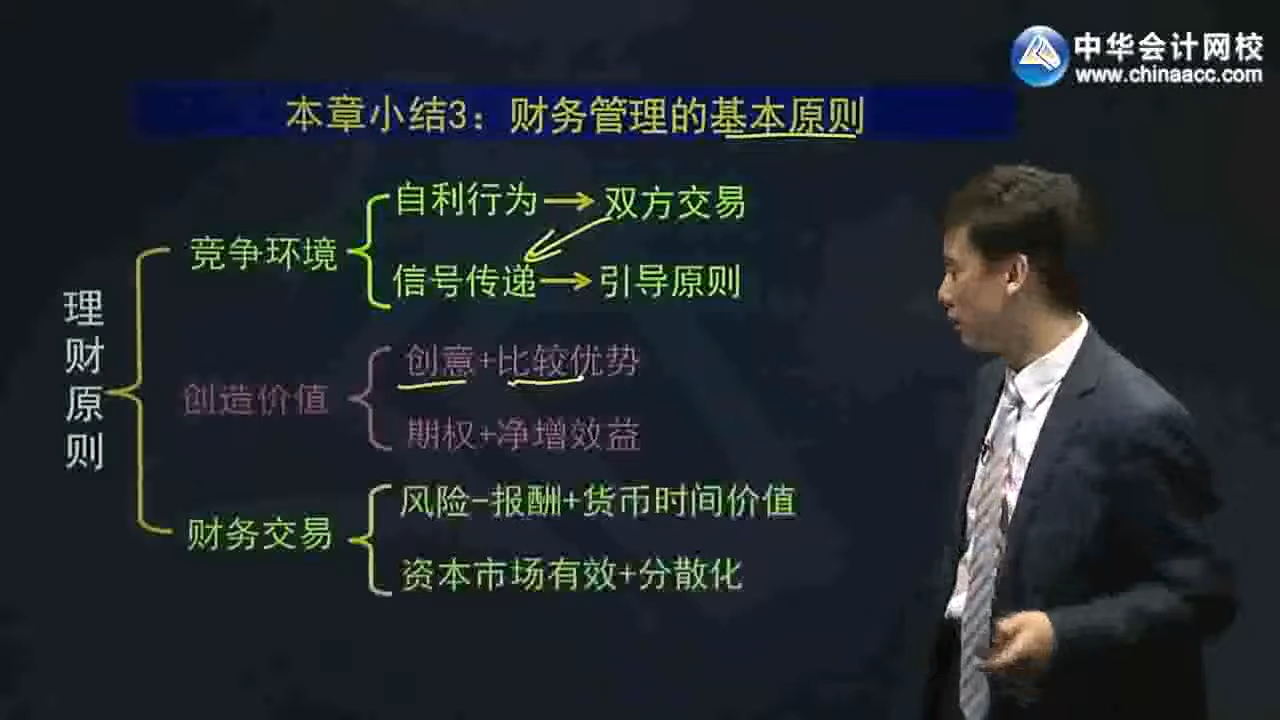 中华会计网校
www.chinaacc.com
本章小结3：财务管理的基本原则
自利行为→双方交易
竞争环境
信号传递→引导原则
理财原则
创意+比较优势
创造价值
期权+净增效益
风险-报酬+货币时间价值
财务交易
资本市场有效+分散化